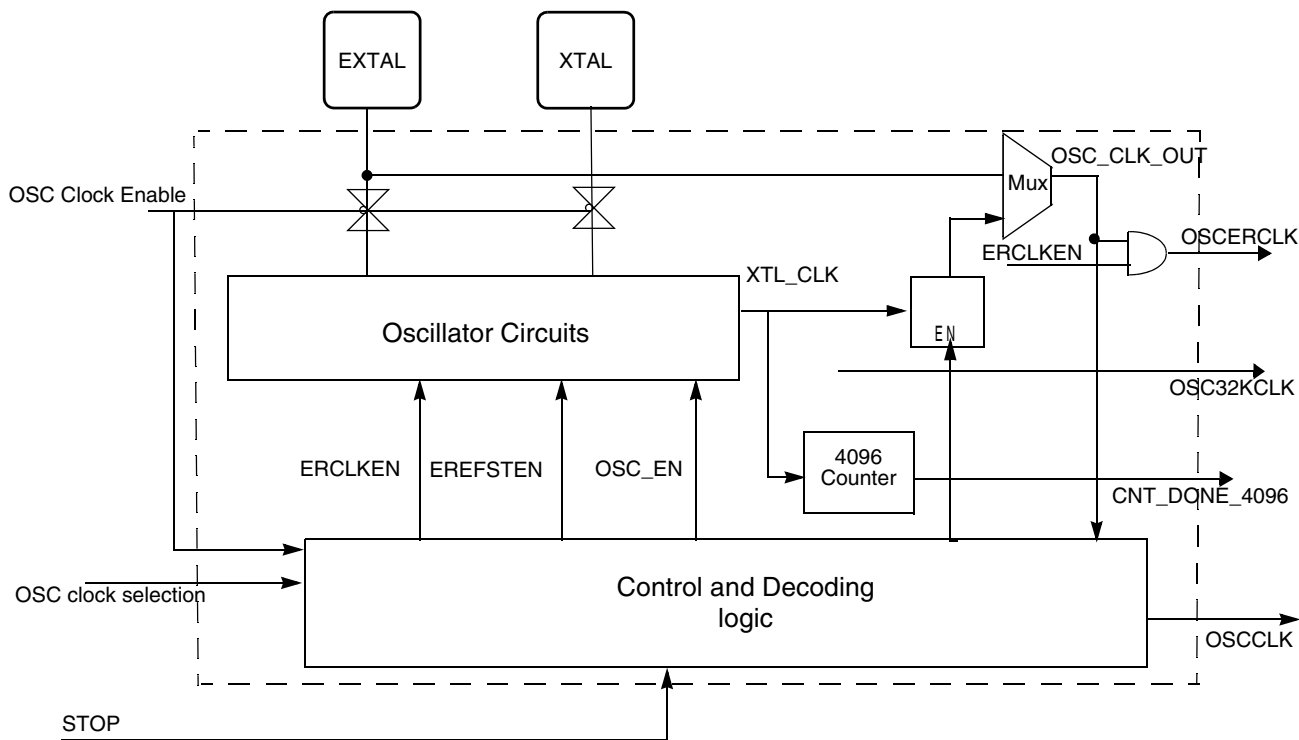 EXTAL
XTAL
OSC_CLK_OUT
Mux
OSC Clock Enable
OSCERCLK
ERCLKEN
XTL_CLK
Oscillator Circuits
EN
OSC32KCLK
ERCLKEN
EREFSTEN
OSC_EN
4096
Counter
CNT_DONE_4096
Control and Decoding
logic
OSC clock selection
OSCCLK
STOP